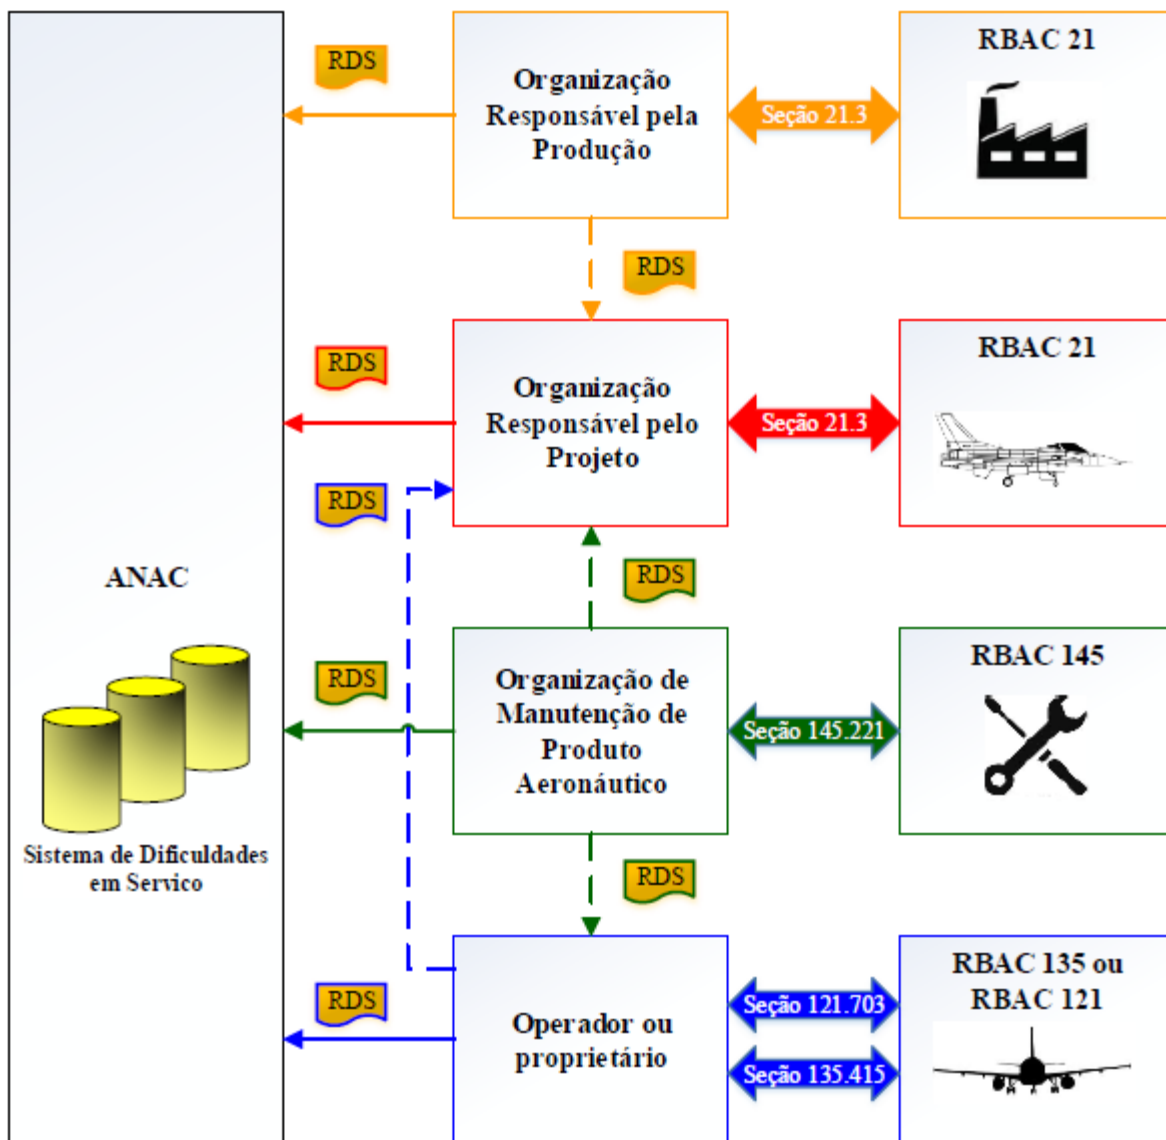 RDS
Organização
Responsável pela
Produção
Seção 21.3
RBAC 21
RDS
RDS
Organização
Responsável pelo
Projeto
Seção 21.3
RBAC 21
RDS
RDS
ANAC
Sistema de Dificuldades
em Servico
RDS
Organização de
Manutenção de
Produto
Aeronáutico
Seção 145.221
RBAC 145
RDS
RDS
Operador ou
proprietário
Seção 121.703
Seção 135.415
RBAC 135 ou
RBAC 121